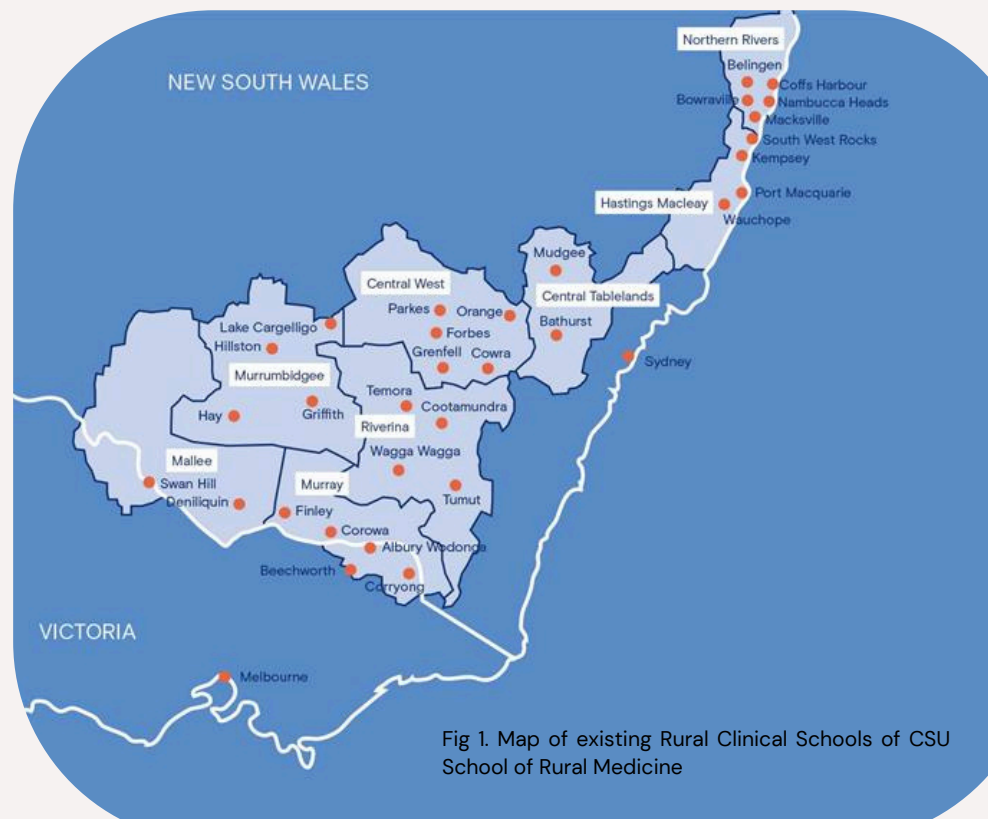 NEW SOUTH WALES
Northern Rivers
Belingen
Coffs Harbour
Bowraville
Nambucca Heads
Macksville
South West Rocks
Kempsey
Port Macquarie
Hastings Macleay
Wauchope
Mudgee
Central West
Central Tablelands
Parkes
Orange
Lake Cargelligo
Forbes
Bathurst
Hillston
Grenfell
Cowra
Sydney
Murrumbidgee
Temora
Cootamundra
Hay
Griffith
Riverina
Wagga Wagga
Mallee
Swan Hill
Murray
Deniliquin
Tumut
Finley
Corowa
Albury Wodonga
Beechworth
Corryong
VICTORIA
Melbourne
Fig 1. Map of existing Rural Clinical Schools of CSU
School of Rural Medicine